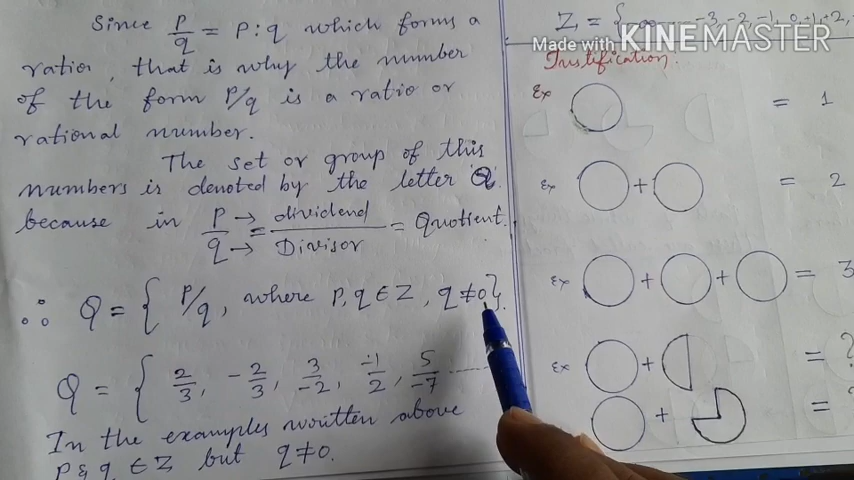 Since P/q = P:q which forms a
ratio, that is why the number
of the form P/q is a ratio or
rational number.
The set or group of this
numbers is denoted by the letter Q.
because in P/q → → = dividend/Divisor = Quotient.
∴ Q = { P/q, where P, q ∈ Z, q ≠ 0}.
Q = { 2/3, -2/3, 3/-2, -1/2, 5/-7 ......
In the examples written above
P & q ∈ Z but q ≠ 0.
Z = { -∞ ..... -3, -2, -1, 0, +1, +2,
Made with KINEMASTER
Justification.
Ex = 1
Ex + = 2
Ex + + = 3
Ex + = ?
+ =